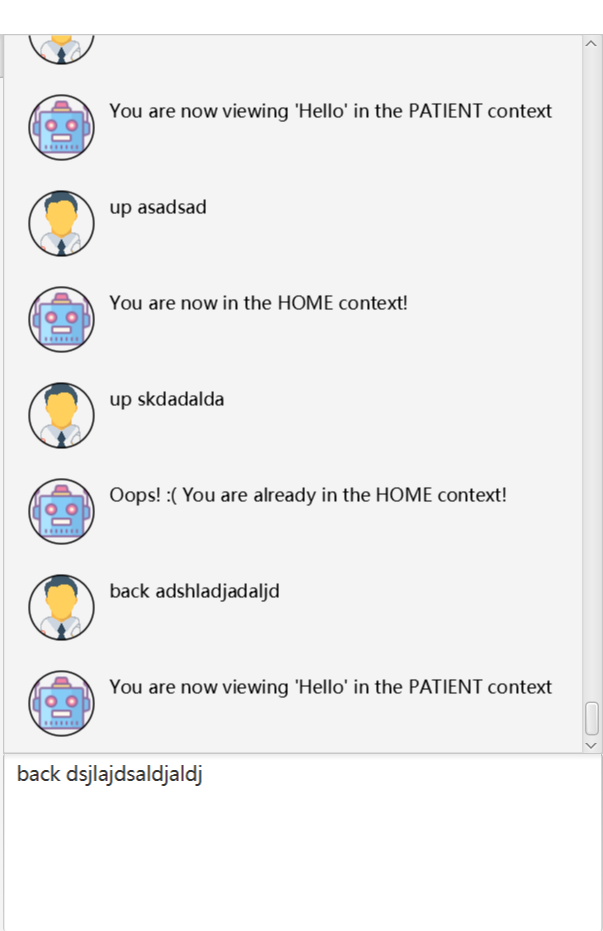 You are now viewing 'Hello' in the PATIENT context
up asadsad
You are now in the HOME context!
up skdadalda
Oops! :( You are already in the HOME context!
back adshladjadaljd
You are now viewing 'Hello' in the PATIENT context
back dsjlajdsaldjaldj